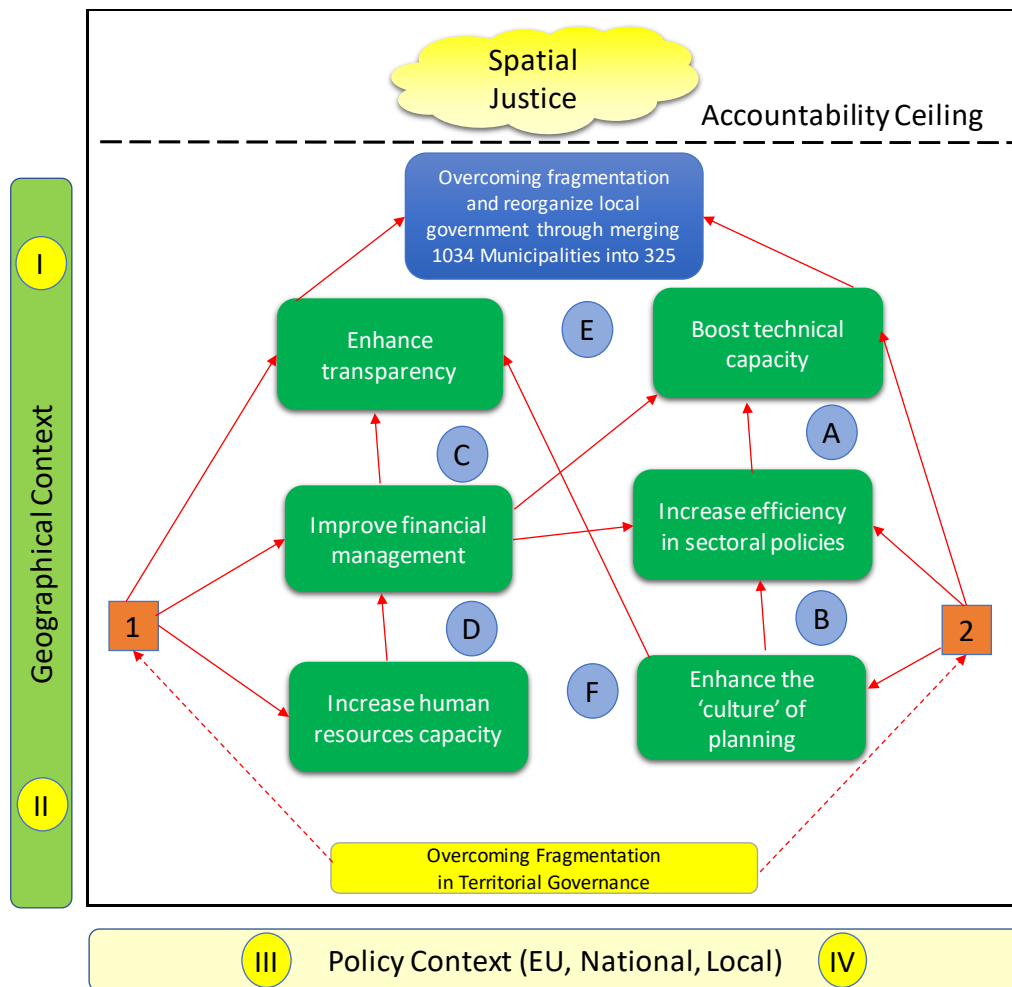 Spatial
Justice
Accountability Ceiling
Overcoming fragmentation
and reorganize local
government through merging
1034 Municipalities into 325
I
E
Enhance
transparency
Boost technical
capacity
A
C
Geographical Context
Improve financial
management
Increase efficiency
in sectoral policies
1
D
B
2
F
Increase human
resources capacity
Enhance the
‘culture’ of
planning
II
Overcoming Fragmentation
in Territorial Governance
III
Policy Context (EU, National, Local)
IV